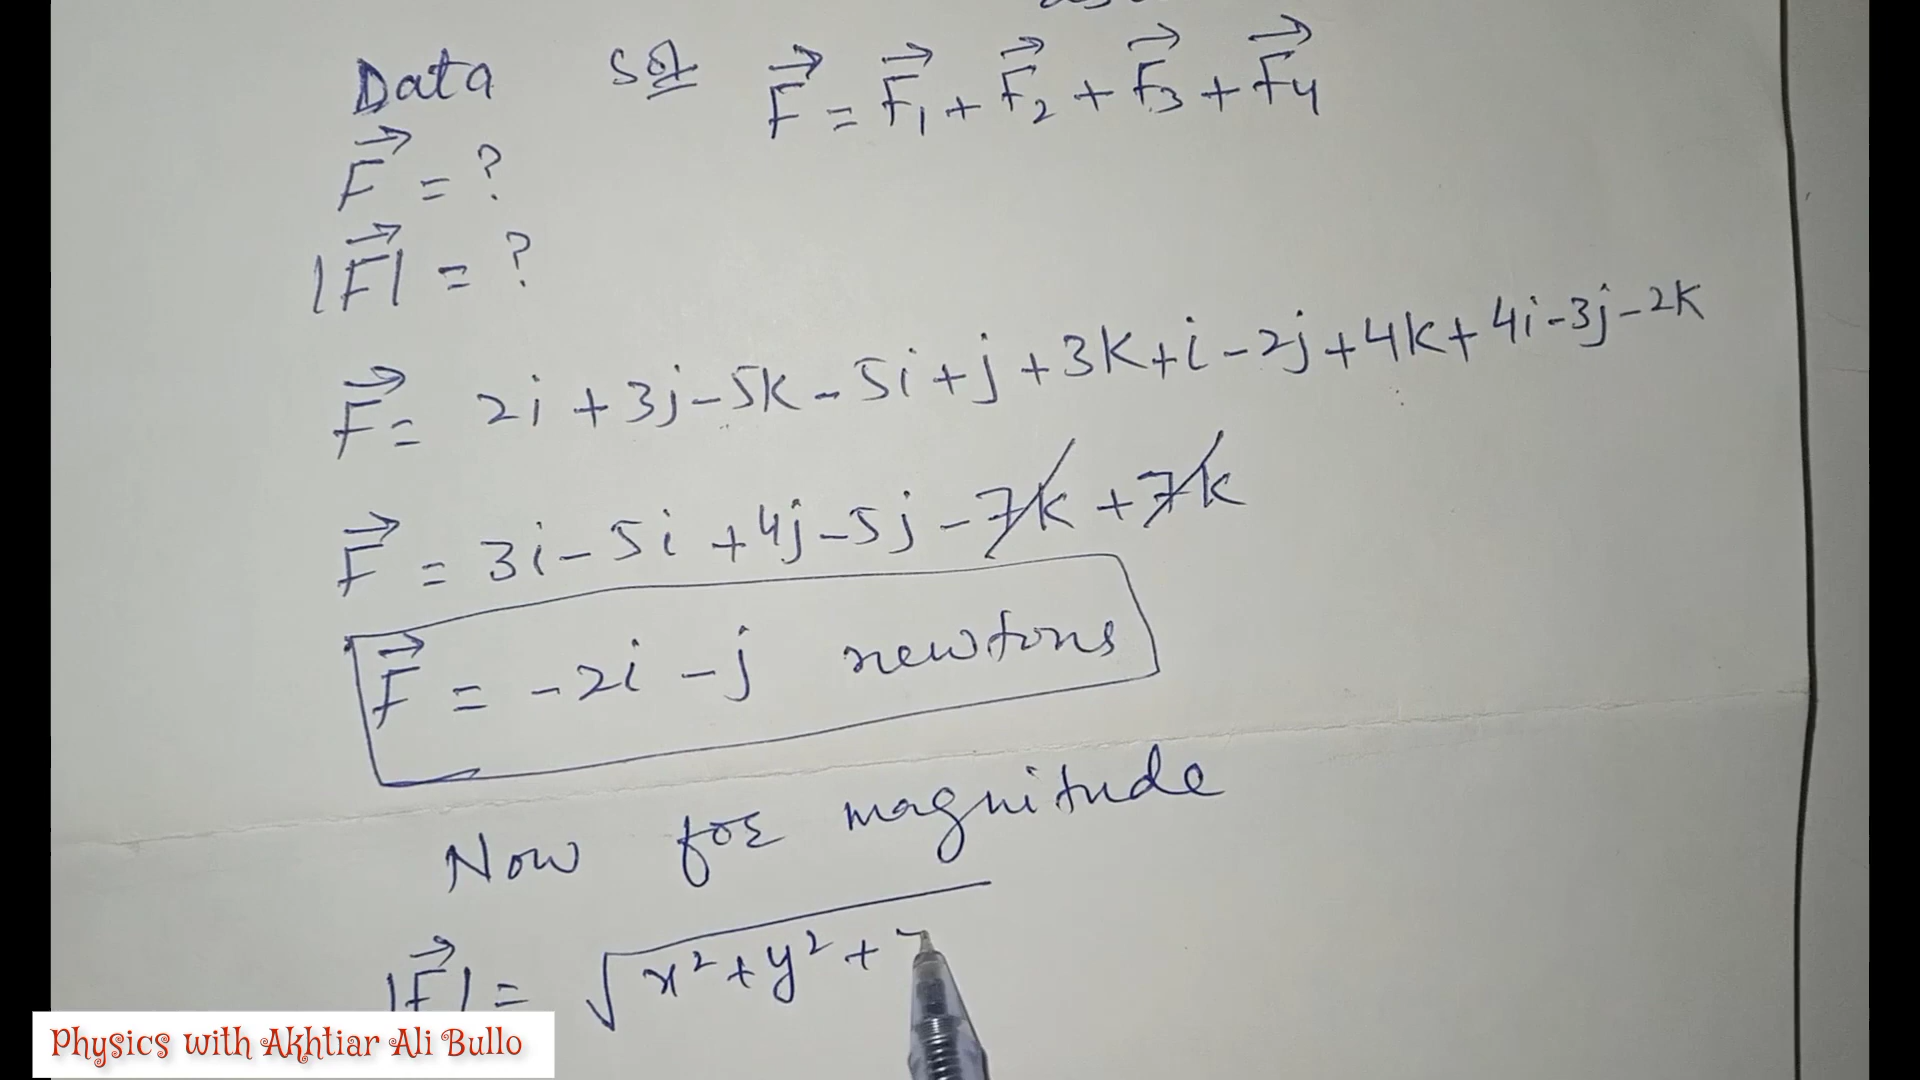 Data Sol F = F1 + F2 + F3 + F4
F = ?
|F| = ?
F = 2i + 3j - 5k - 5i + j + 3k + i - 2j + 4k + 4i - 3j - 2k
F = 3i - 5i + 4j - 5j - 7k + 7k
F = -2i - j newtons
Now for magnitude
|F| = √x² + y² +
Physics with Akhtiar Ali Bullo